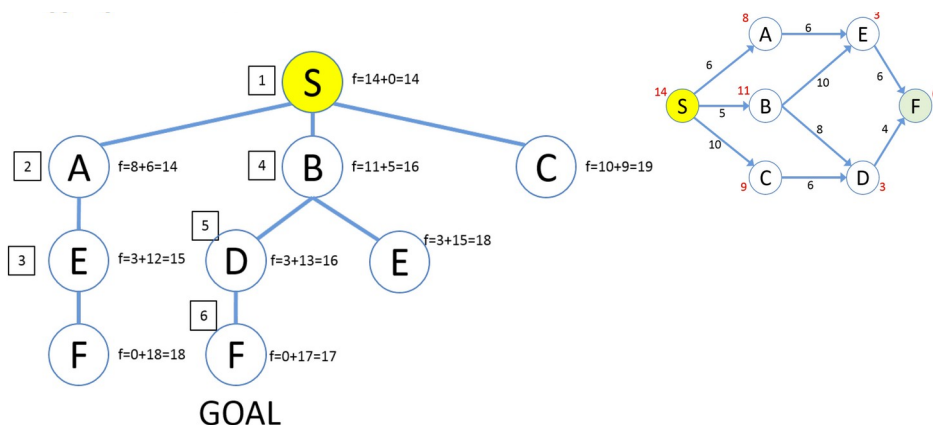 1
S
f=14+0=14
2
A
f=8+6=14
4
B
f=11+5=16
C
f=10+9=19
3
E
f=3+12=15
5
D
f=3+13=16
E
f=3+15=18
F
f=0+18=18
6
F
f=0+17=17
GOAL
8
A
6
E
3
6
10
6
14
S
5
11
B
F
8
4
10
9
C
6
D
3